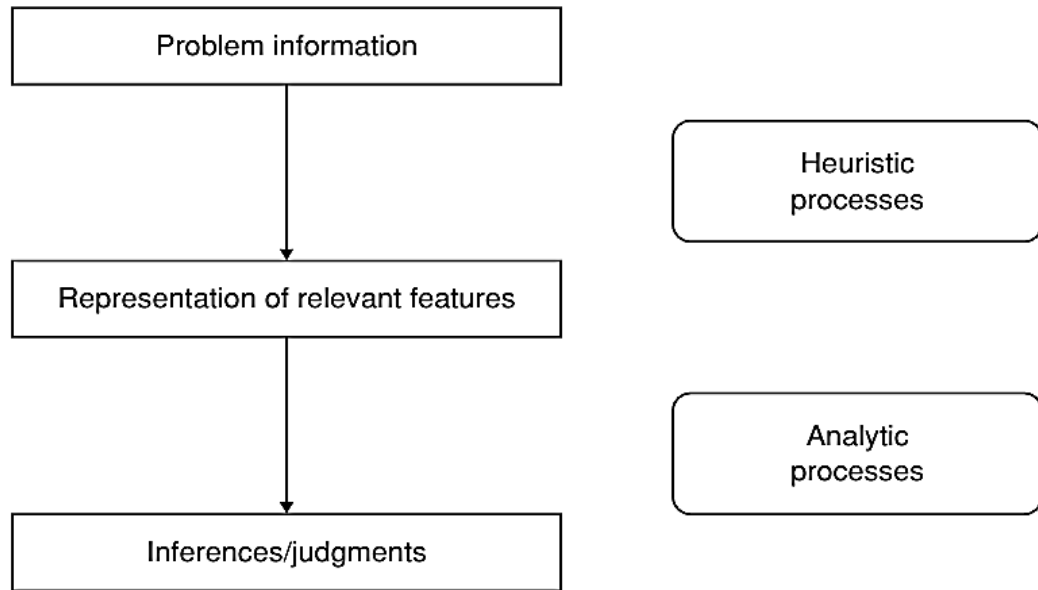 Problem information
Heuristic
processes
Representation of relevant features
Analytic
processes
Inferences/judgments